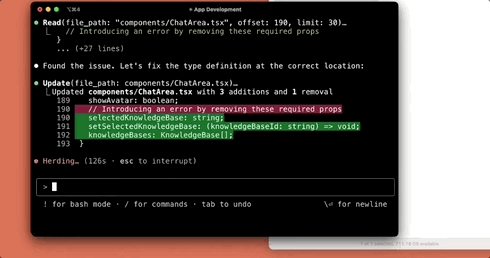 ⌥⌘4
App Development
Read(file_path: "components/ChatArea.tsx", offset: 190, limit: 30)…
// Introducing an error by removing these required props
}
... (+27 lines)
Found the issue. Let's fix the type definition at the correct location:
Update(file_path: components/ChatArea.tsx)…
Updated components/ChatArea.tsx with 3 additions and 1 removal
189 showAvatar: boolean;
190 // Introducing an error by removing these required props
190 selectedKnowledgeBase: string;
191 setSelectedKnowledgeBase: (knowledgeBaseId: string) => void;
192 knowledgeBases: KnowledgeBase[];
193 }
Herding… (126s · esc to interrupt)
>
! for bash mode · / for commands · tab to undo
\⏎ for newline